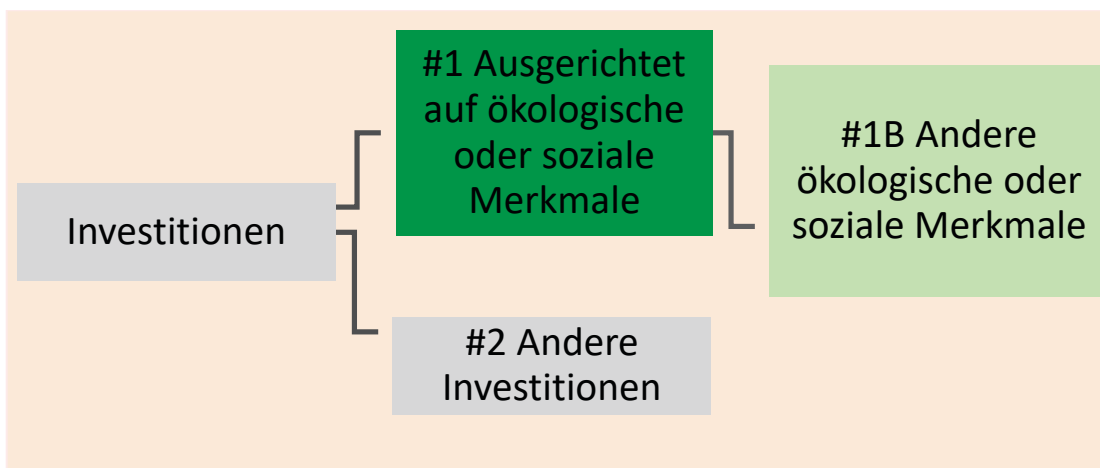 #1 Ausgerichtet
auf ökologische
oder soziale
Merkmale
#1B Andere
ökologische oder
soziale Merkmale
Investitionen
#2 Andere
Investitionen